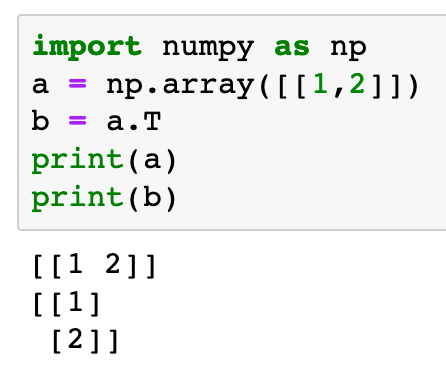 import numpy as np
a = np.array([[1,2]])
b = a.T
print(a)
print(b)
[[1 2]]
[[1]
 [2]]